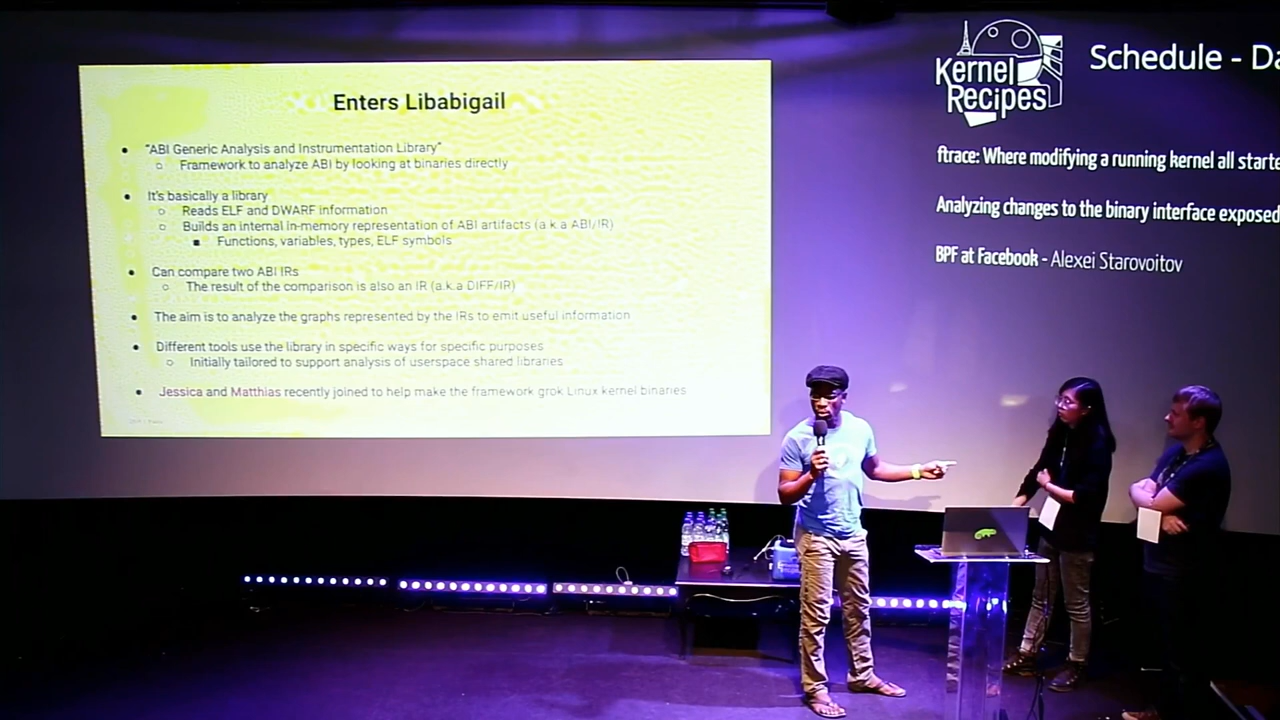 Enters Libabigail
"ABI Generic Analysis and Instrumentation Library"
Framework to analyze ABI by looking at binaries directly
It's basically a library
Reads ELF and DWARF information
Builds an internal in-memory representation of ABI artifacts (a.k.a ABI/IR)
Functions, variables, types, ELF symbols
Can compare two ABI IRs
The result of the comparison is also an IR (a.k.a DIFF/IR)
The aim is to analyze the graphs represented by the IRs to emit useful information
Different tools use the library in specific ways for specific purposes
Initially tailored to support analysis of userspace shared libraries
Jessica and Matthias recently joined to help make the framework grok Linux kernel binaries
Kernel
Recipes
Schedule - Da
ftrace: Where modifying a running kernel all starte
Analyzing changes to the binary interface exposed
BPF at Facebook - Alexei Starovoitov